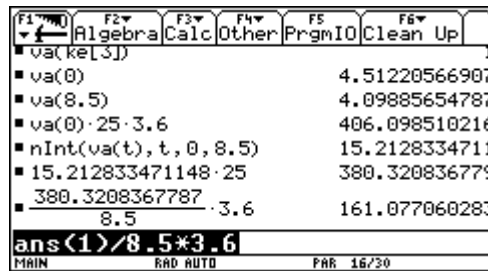 F1 F2 F3 F4 F5 F6
Algebra Calc Other PrgmIO Clean Up
va(ke[3])
va(0) 4.51220566907
va(8.5) 4.09885654787
va(0)·25·3.6 406.098510216
nInt(va(t),t,0,8.5) 15.2128334711
15.212833471148·25 380.320836779
380.3208367787
8.5
·3.6 161.077060283
ans(1)/8.5*3.6
MAIN RAD AUTO PAR 16/30